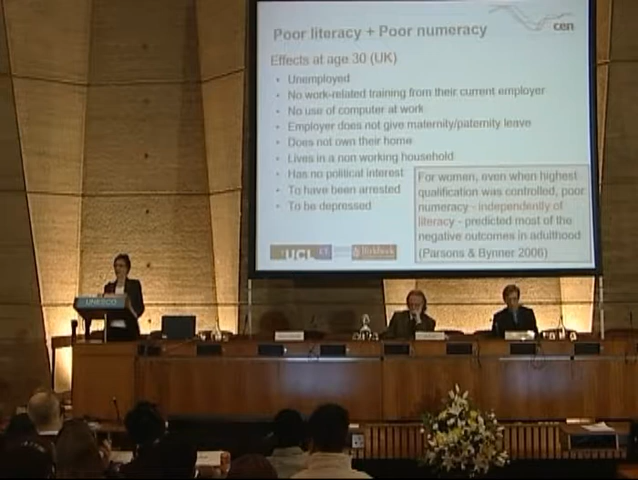 Poor literacy + Poor numeracy
cen
Effects at age 30 (UK)
• Unemployed
• No work-related training from their current employer
• No use of computer at work
• Employer does not give maternity/paternity leave
• Does not own their home
• Lives in a non working household
• Has no political interest
• To have been arrested
• To be depressed
For women, even when highest
qualification was controlled, poor
numeracy - independently of
literacy - predicted most of the
negative outcomes in adulthood
(Parsons & Bynner 2006)
UCL
Birkbeck
UNESCO